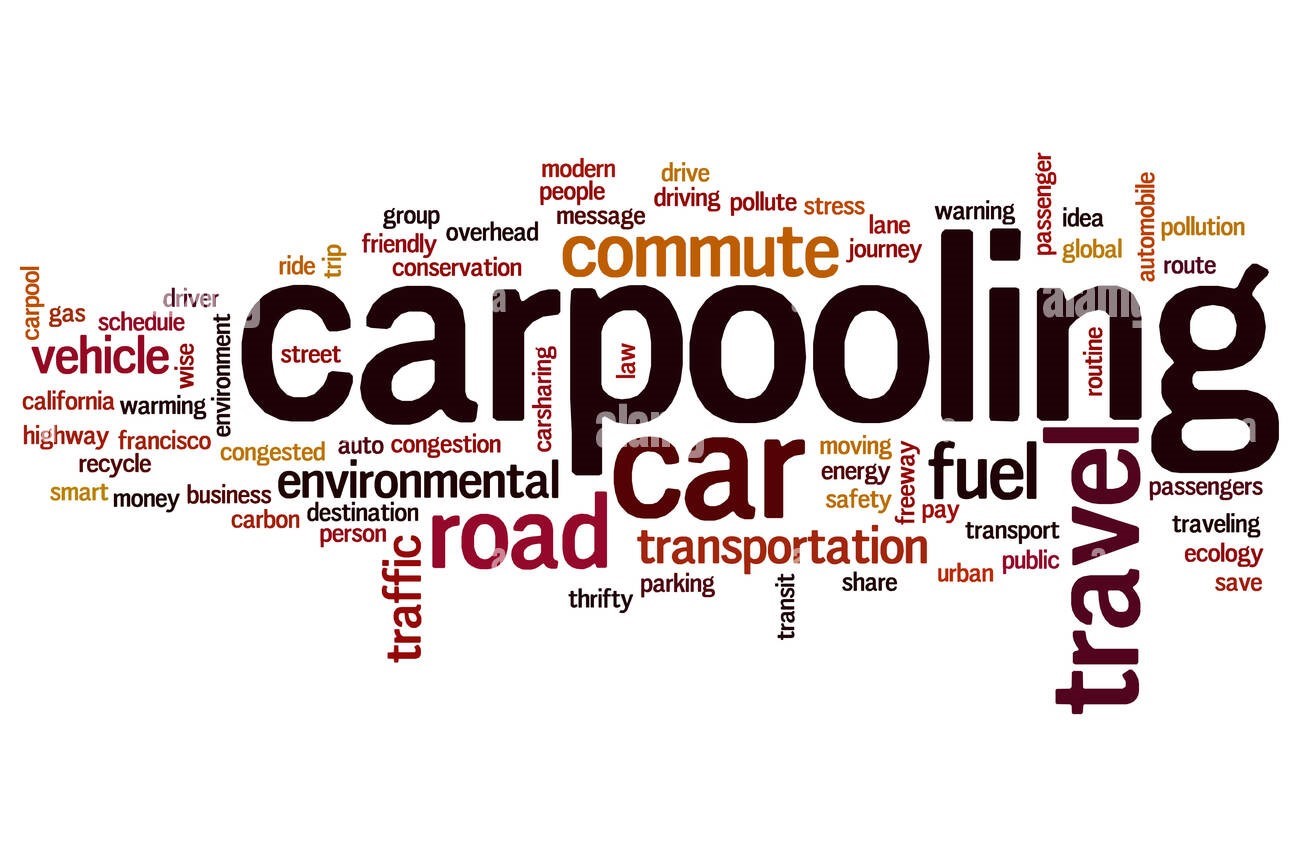 modern
drive
people
driving
pollute
stress
passenger
automobile
group
message
warning
idea
pollution
overhead
lane
friendly
commute
journey
global
conservation
route
ride
trip
carpool
gas
driver
schedule
carpooling
vehicle
wise
environment
street
carsharing
law
routine
california
warming
highway
francisco
congested
auto
congestion
car
moving
recycle
environmental
energy
freeway
fuel
travel
smart
money
business
safety
passengers
carbon
destination
road
pay
person
transportation
transport
traveling
traffic
public
ecology
thrifty
parking
transit
share
urban
save